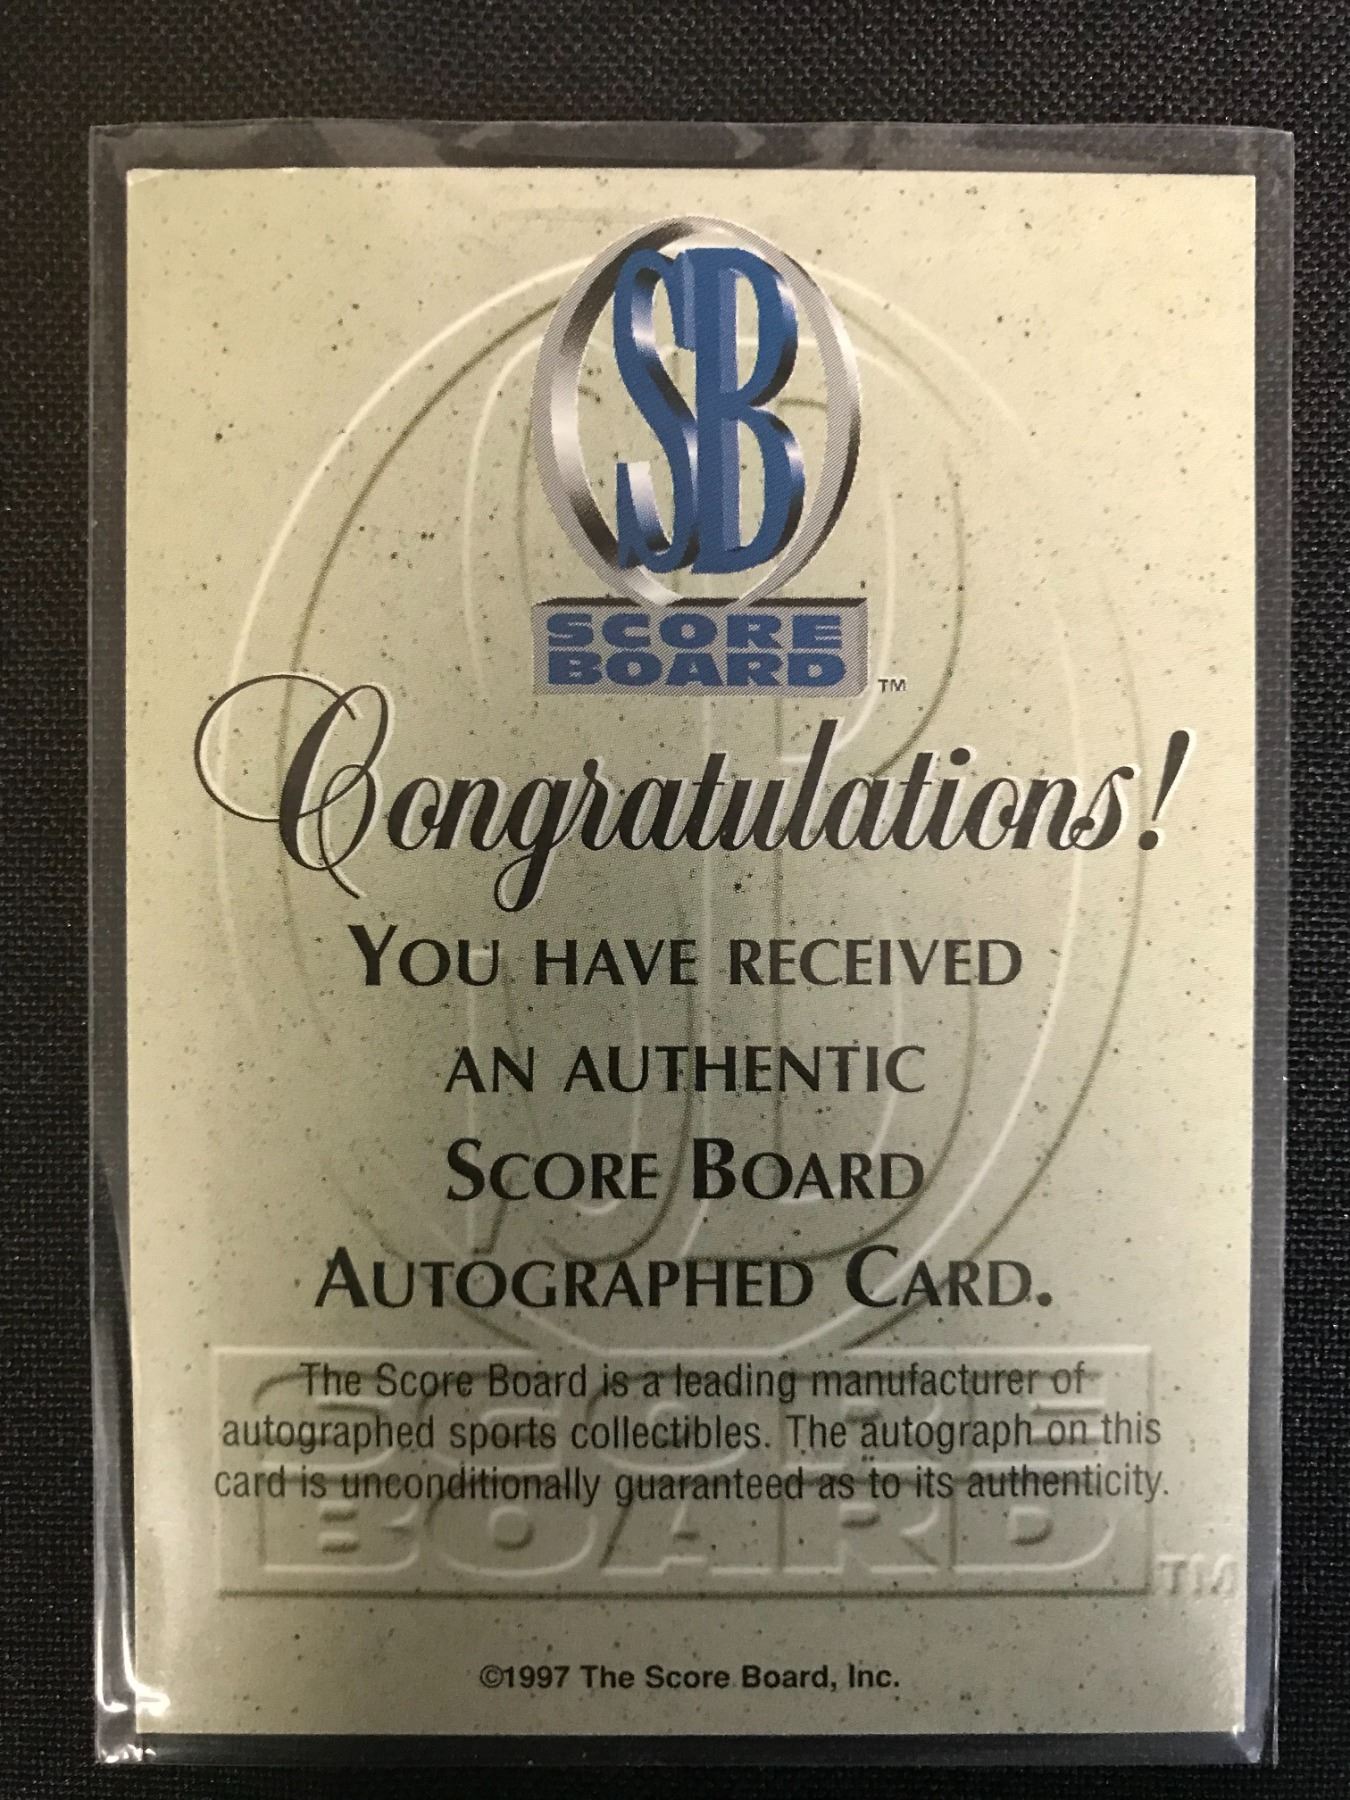 SB
SCORE
BOARD
TM
Congratulations!
YOU HAVE RECEIVED
AN AUTHENTIC
SCORE BOARD
AUTOGRAPHED CARD.
The Score Board is a leading manufacturer of
autographed sports collectibles. The autograph on this
card is unconditionally guaranteed as to its authenticity.
SCORE
BOARD
TM
©1997 The Score Board, Inc.